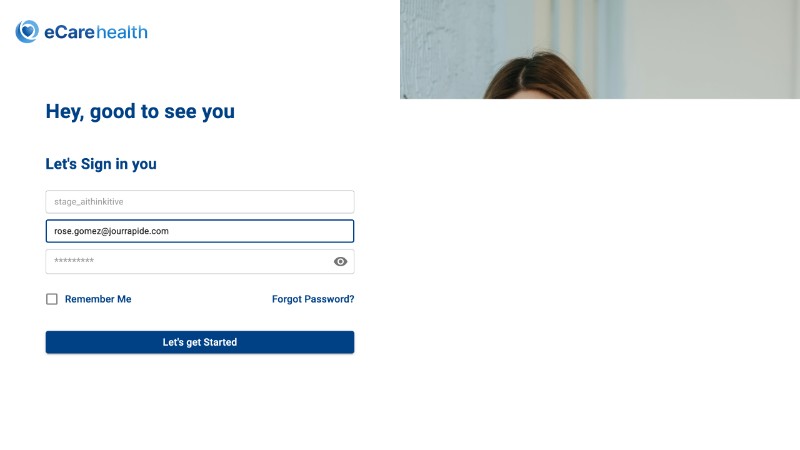 eCarehealth
Hey, good to see you
Let's Sign in you
stage_aithinkitive
rose.gomez@jourrapide.com
*********
Remember Me
Forgot Password?
Let's get Started